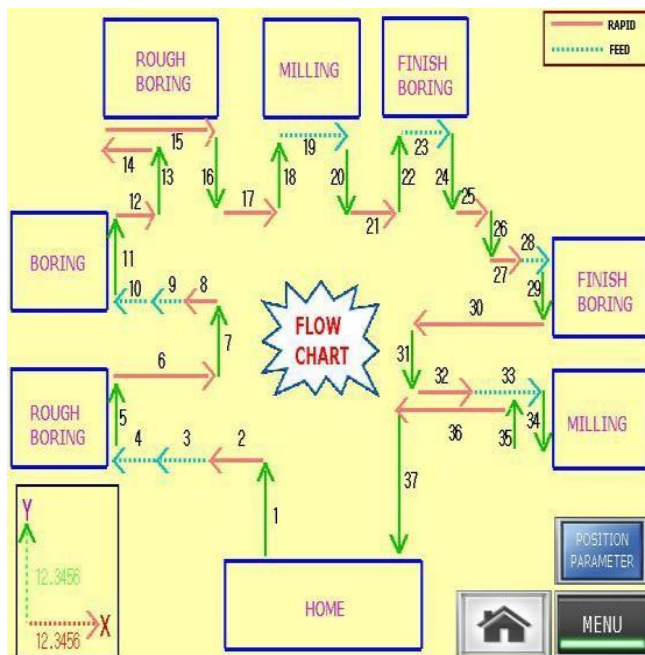 ROUGH
BORING
MILLING
FINISH
BORING
RAPID
FEED
15
14
13
12
16
17
18
19
20
21
22
23
24
25
26
27
28
29
BORING
11
10
9
8
7
FINISH
BORING
FLOW
CHART
30
31
32
33
34
35
36
37
6
5
ROUGH
BORING
4
3
2
1
MILLING
Y
12.3456
X
12.3456
HOME
POSITION
PARAMETER
MENU